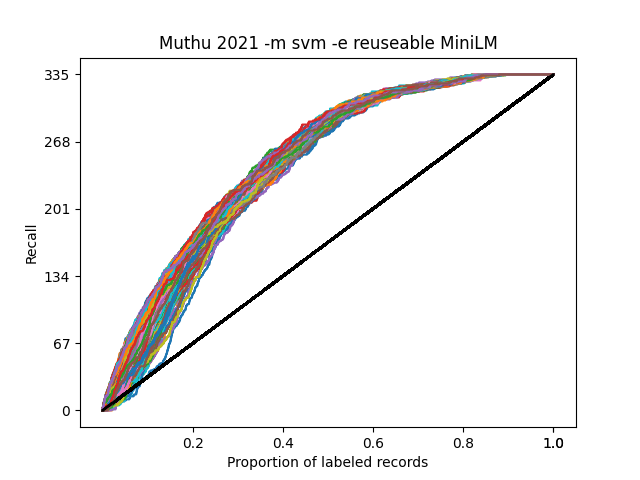 Muthu 2021 -m svm -e reuseable MiniLM
335
268
201
134
67
0
Recall
0.2 0.4 0.6 0.8 1.0
Proportion of labeled records